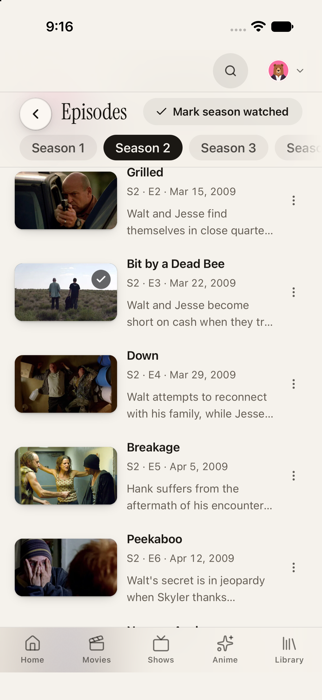 9:16
Episodes
Mark season watched
Season 1
Season 2
Season 3
Grilled
S2 · E2 · Mar 15, 2009
Walt and Jesse find
themselves in close quarte…
Bit by a Dead Bee
S2 · E3 · Mar 22, 2009
Walt and Jesse become
short on cash when they tr…
Down
S2 · E4 · Mar 29, 2009
Walt attempts to reconnect
with his family, while Jesse…
Breakage
S2 · E5 · Apr 5, 2009
Hank suffers from the
aftermath of his encounter…
Peekaboo
S2 · E6 · Apr 12, 2009
Walt's secret is in jeopardy
when Skyler thanks…
Home
Movies
Shows
Anime
Library